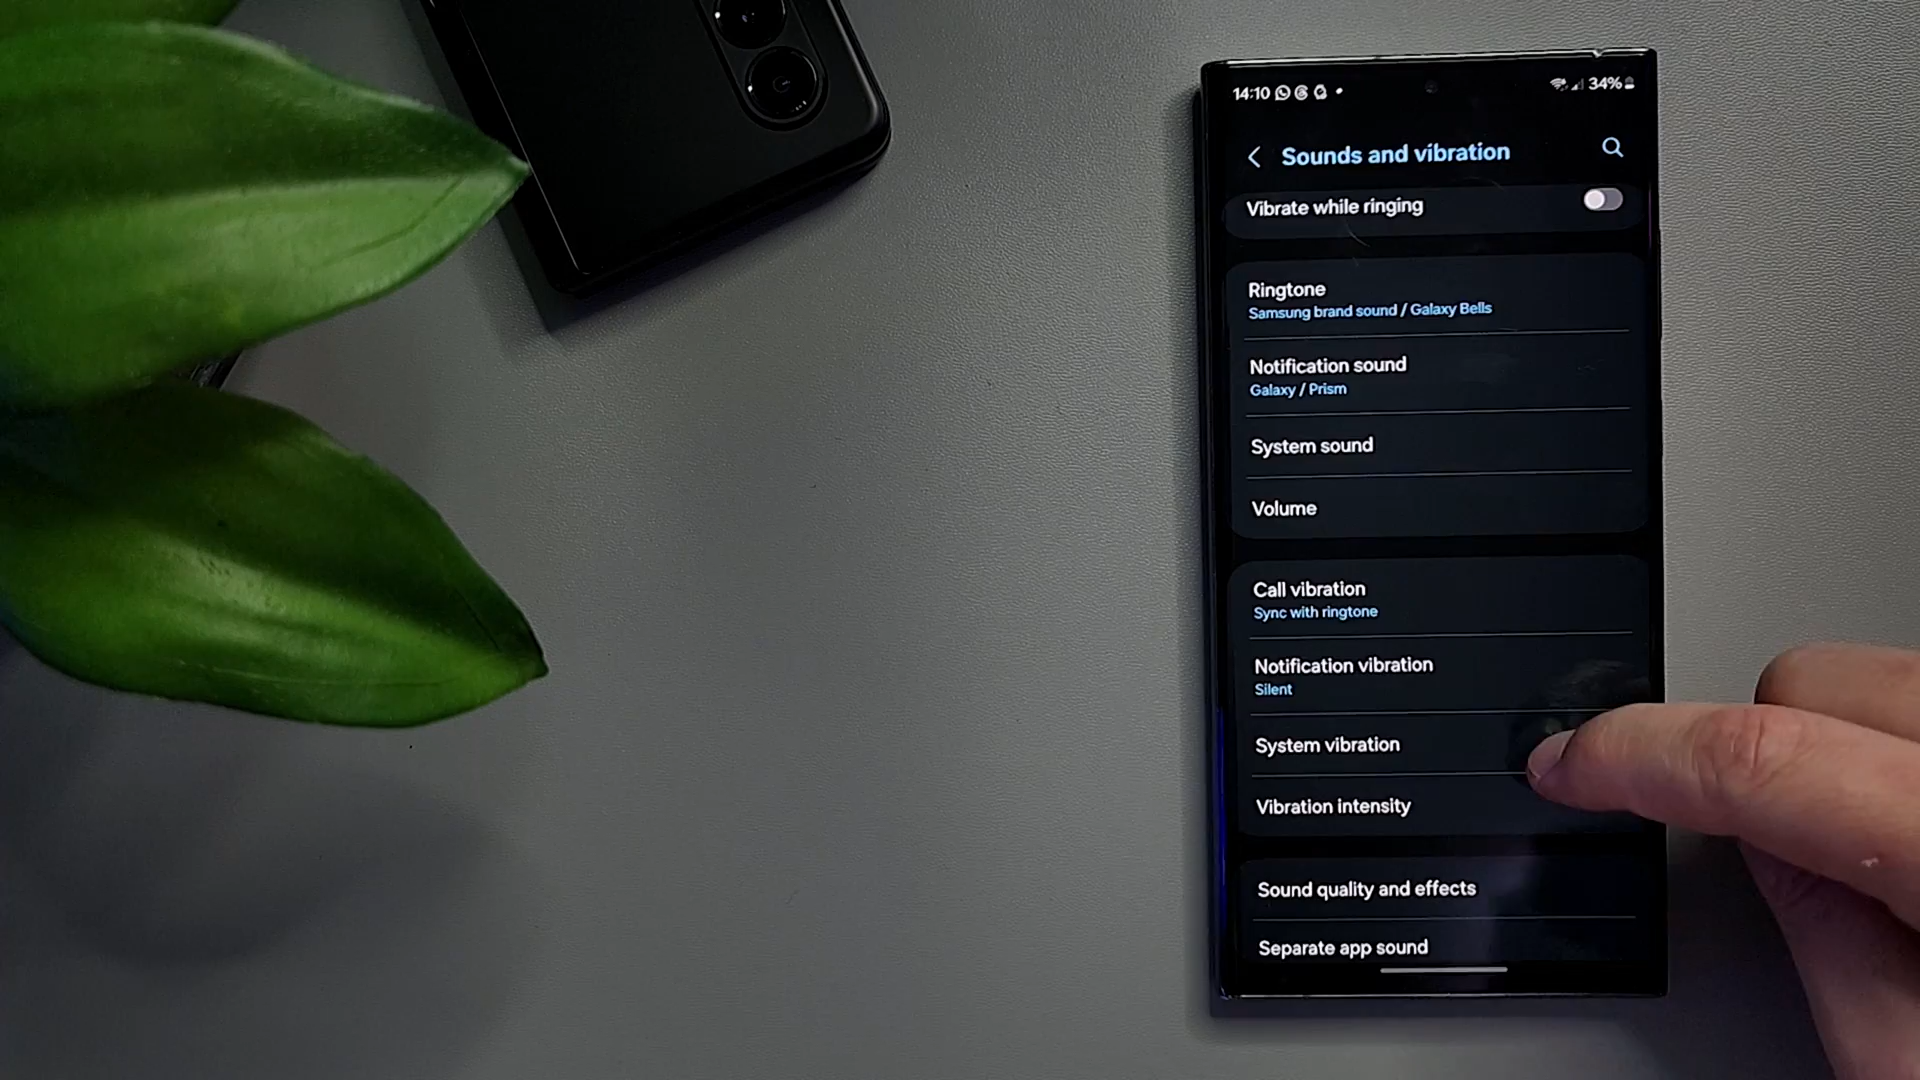 14:10
34%
Sounds and vibration
Vibrate while ringing
Ringtone
Samsung brand sound / Galaxy Bells
Notification sound
Galaxy / Prism
System sound
Volume
Call vibration
Sync with ringtone
Notification vibration
Silent
System vibration
Vibration intensity
Sound quality and effects
Separate app sound